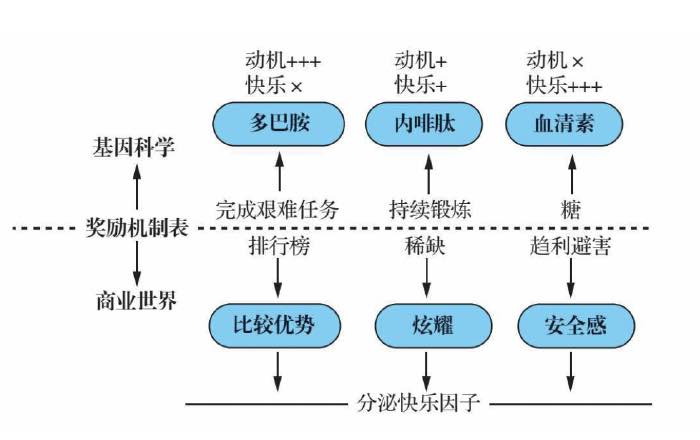 动机+++ 动机+ 动机×
快乐× 快乐+ 快乐+++
多巴胺 内啡肽 血清素
基因科学
完成艰难任务 持续锻炼 糖
奖励机制表
排行榜 稀缺 趋利避害
商业世界
比较优势 炫耀 安全感
分泌快乐因子